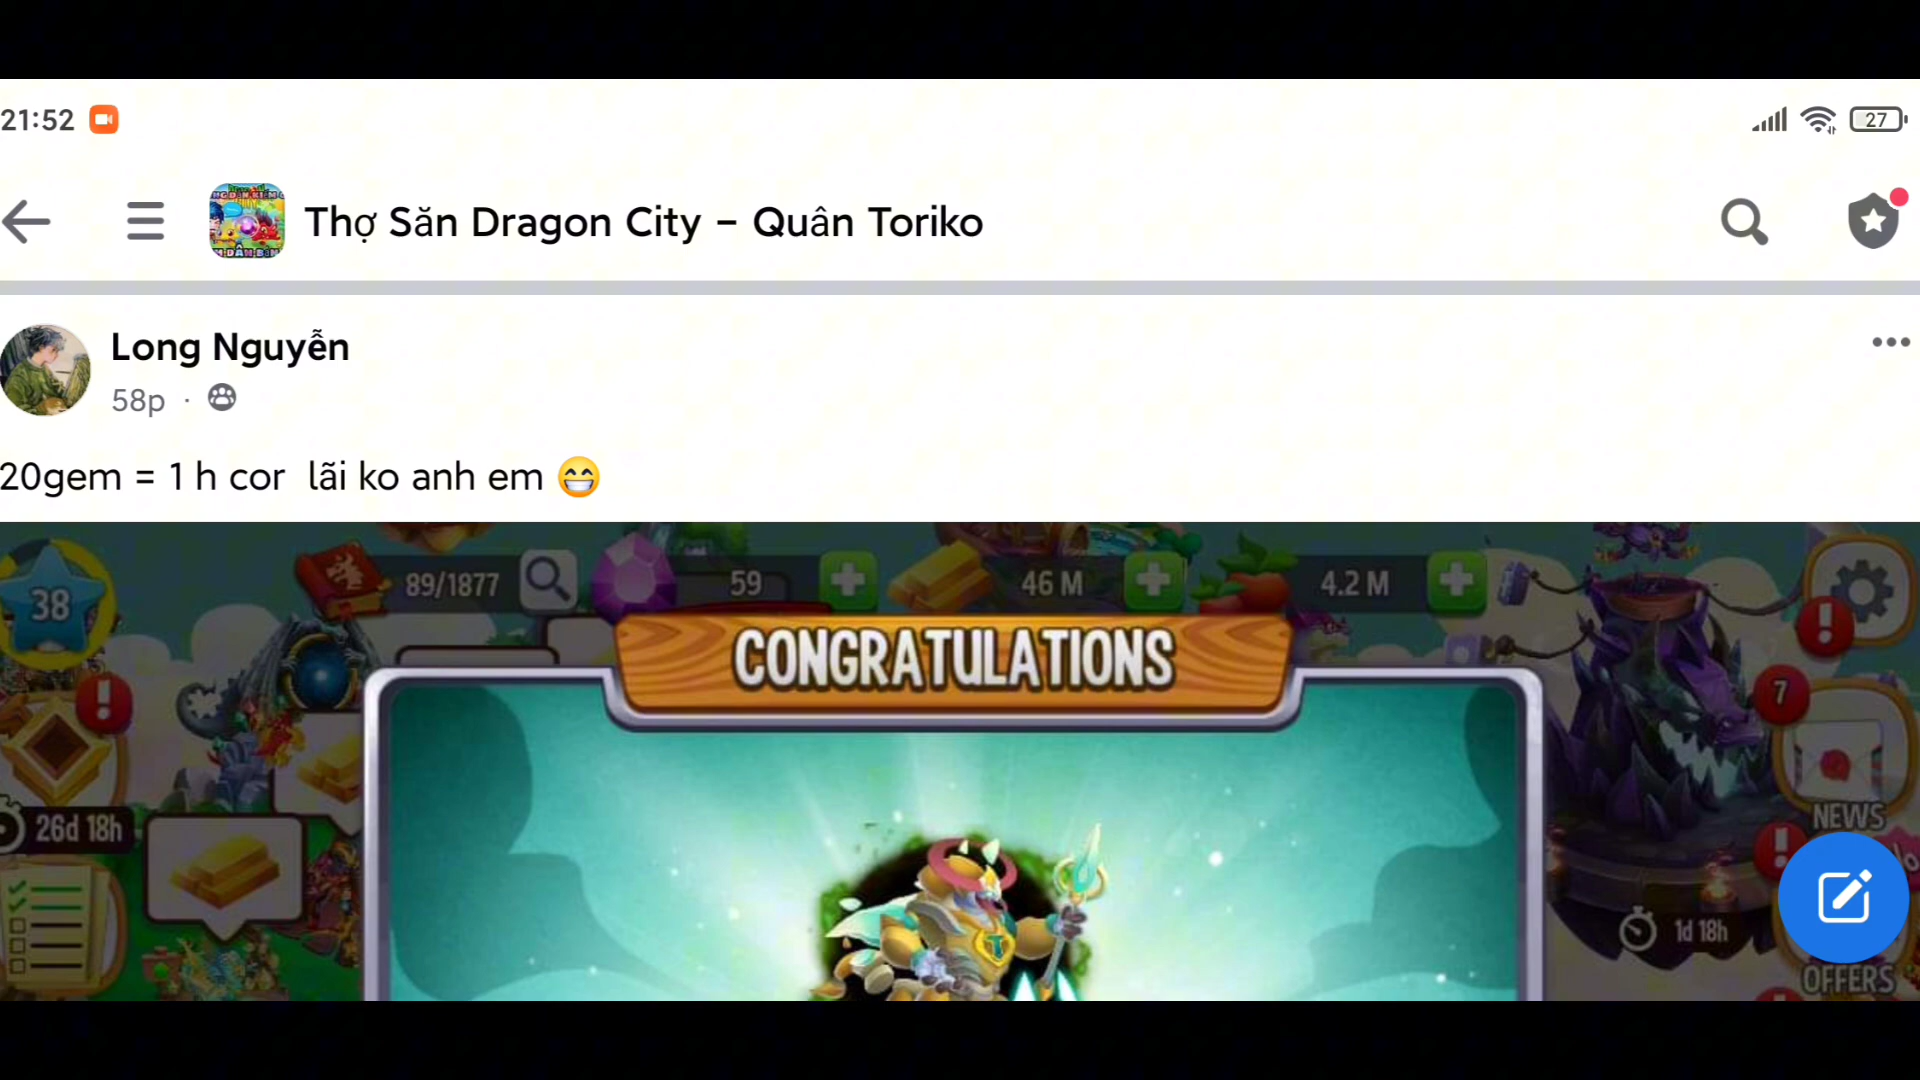 21:52
27
Thợ Săn Dragon City - Quân Toriko
Long Nguyễn
58p ·
20gem = 1 h cor lãi ko anh em 😁
38
89/1877
59
46 M
4.2 M
CONGRATULATIONS
7
NEWS
26d 18h
1d 18h
OFFERS